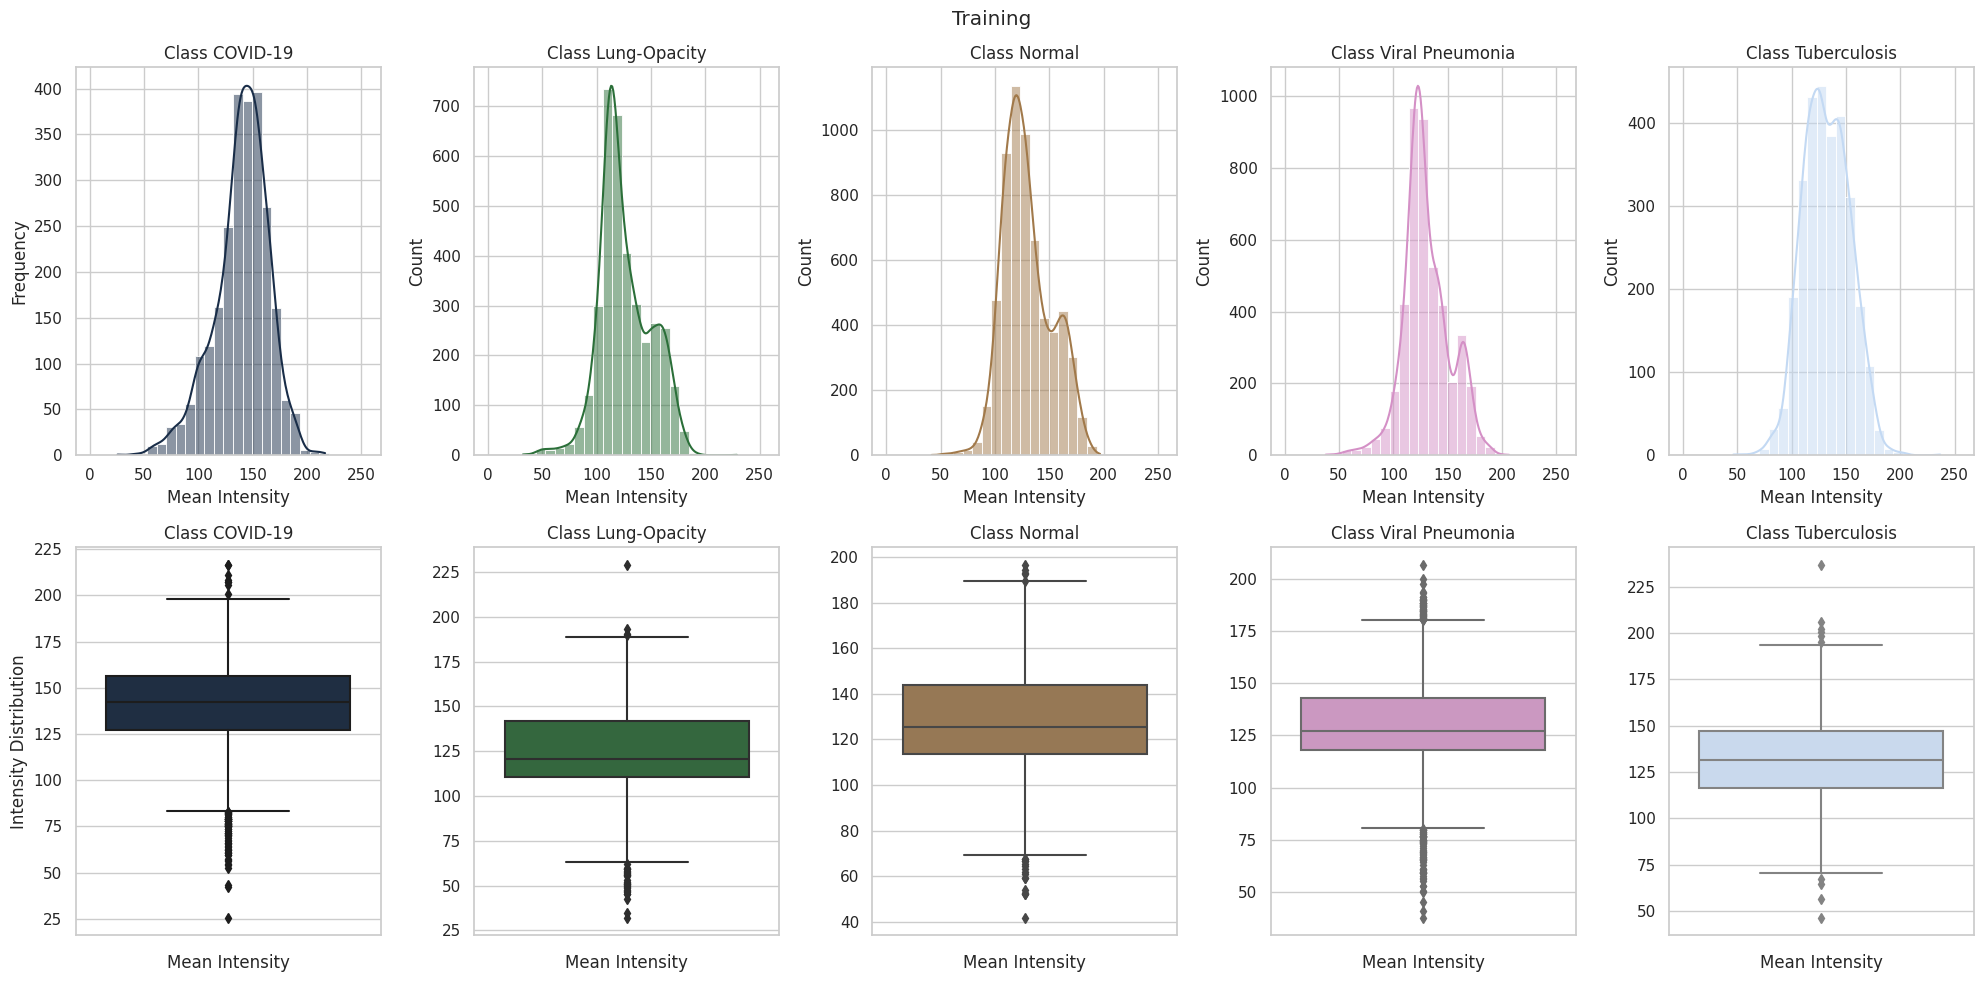 Training
Class COVID-19
Class Lung-Opacity
Class Normal
Class Viral Pneumonia
Class Tuberculosis
Frequency
400
350
300
250
200
150
100
50
0
0 50 100 150 200 250
Mean Intensity
Count
700
600
500
400
300
200
100
0
0 50 100 150 200 250
Mean Intensity
Count
1000
800
600
400
200
0
0 50 100 150 200 250
Mean Intensity
Count
1000
800
600
400
200
0
0 50 100 150 200 250
Mean Intensity
Count
400
300
200
100
0
0 50 100 150 200 250
Mean Intensity
Class COVID-19
Class Lung-Opacity
Class Normal
Class Viral Pneumonia
Class Tuberculosis
Intensity Distribution
225
200
175
150
125
100
75
50
25
Mean Intensity
225
200
175
150
125
100
75
50
25
Mean Intensity
200
180
160
140
120
100
80
60
40
Mean Intensity
200
175
150
125
100
75
50
Mean Intensity
225
200
175
150
125
100
75
50
Mean Intensity